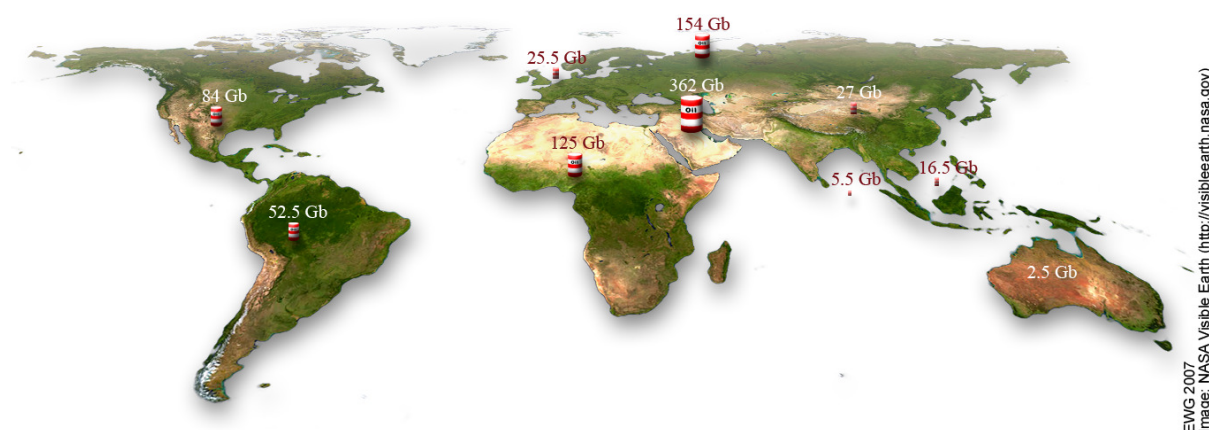 154 Gb
25.5 Gb
84 Gb
362 Gb
Oil
27 Gb
125 Gb
16.5 Gb
5.5 Gb
52.5 Gb
2.5 Gb
EWG 2007
Image: NASA Visible Earth (http://visibleearth.nasa.gov)